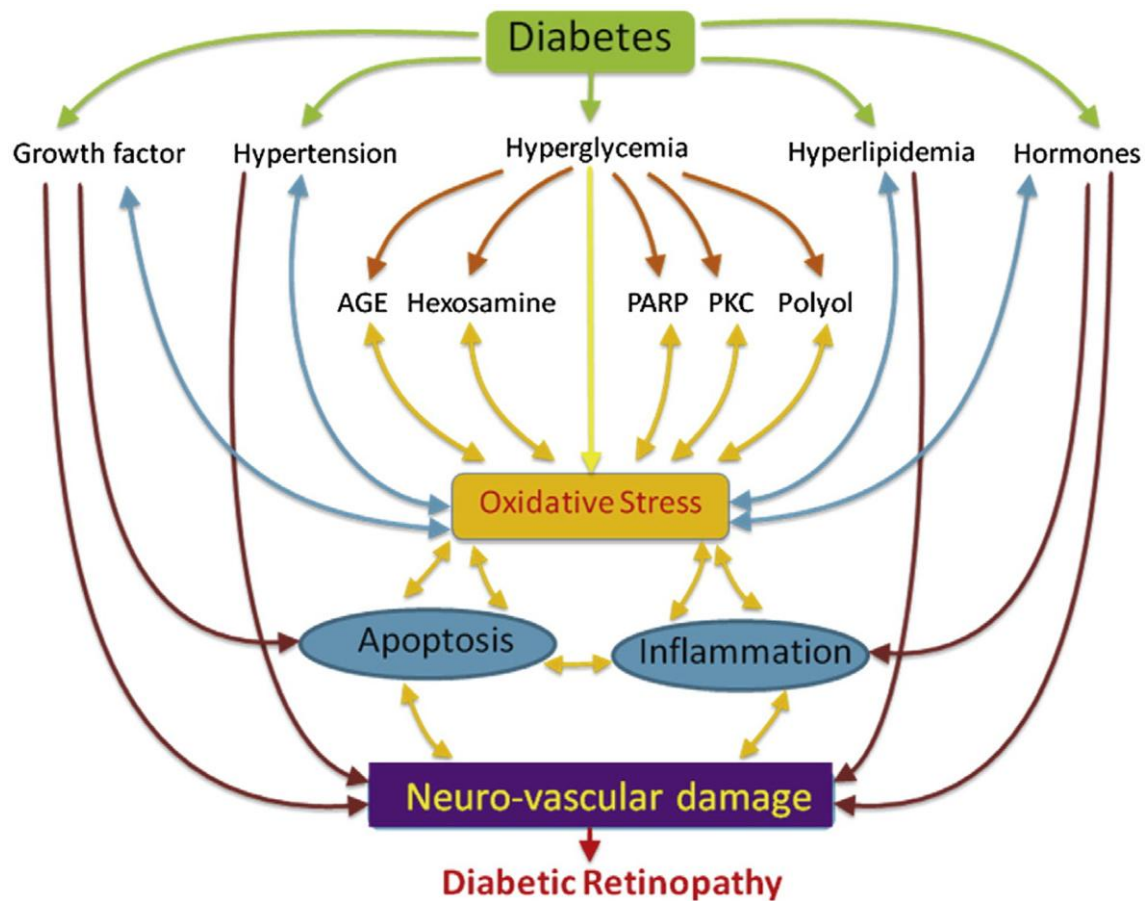 Diabetes
Growth factor
Hypertension
Hyperglycemia
Hyperlipidemia
Hormones
AGE
Hexosamine
PARP
PKC
Polyol
Oxidative Stress
Apoptosis
Inflammation
Neuro-vascular damage
Diabetic Retinopathy